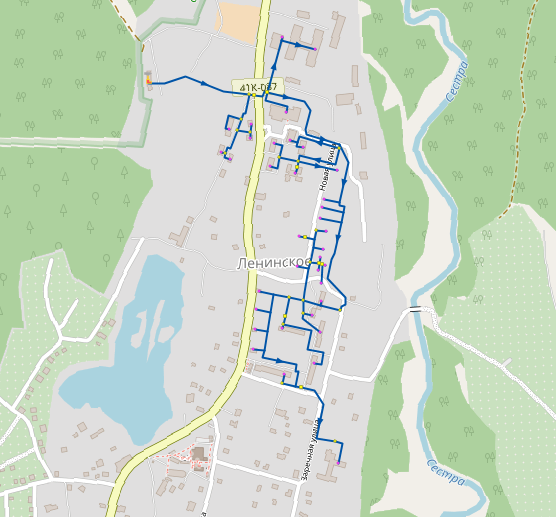 Сестра
41К-087
Новая улица
Ленинское
Заречная улица
Сестра